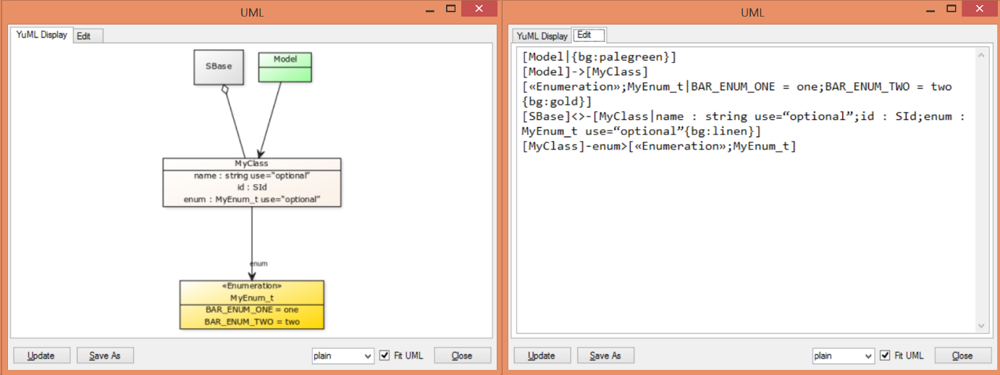 UML
YuML Display
Edit
SBase
Model
MyClass
name : string use=“optional”
id : SId
enum : MyEnum_t use=“optional”
enum
«Enumeration»
MyEnum_t
BAR_ENUM_ONE = one
BAR_ENUM_TWO = two
Update
Save As
plain
Fit UML
Close
UML
YuML Display
Edit
[Model|{bg:palegreen}]
[Model]->[MyClass]
[«Enumeration»;MyEnum_t|BAR_ENUM_ONE = one;BAR_ENUM_TWO = two
{bg:gold}]
[SBase]<>-[MyClass|name : string use=“optional”;id : SId;enum :
MyEnum_t use=“optional”{bg:linen}]
[MyClass]-enum>[«Enumeration»;MyEnum_t]
Update
Save As
plain
Fit UML
Close